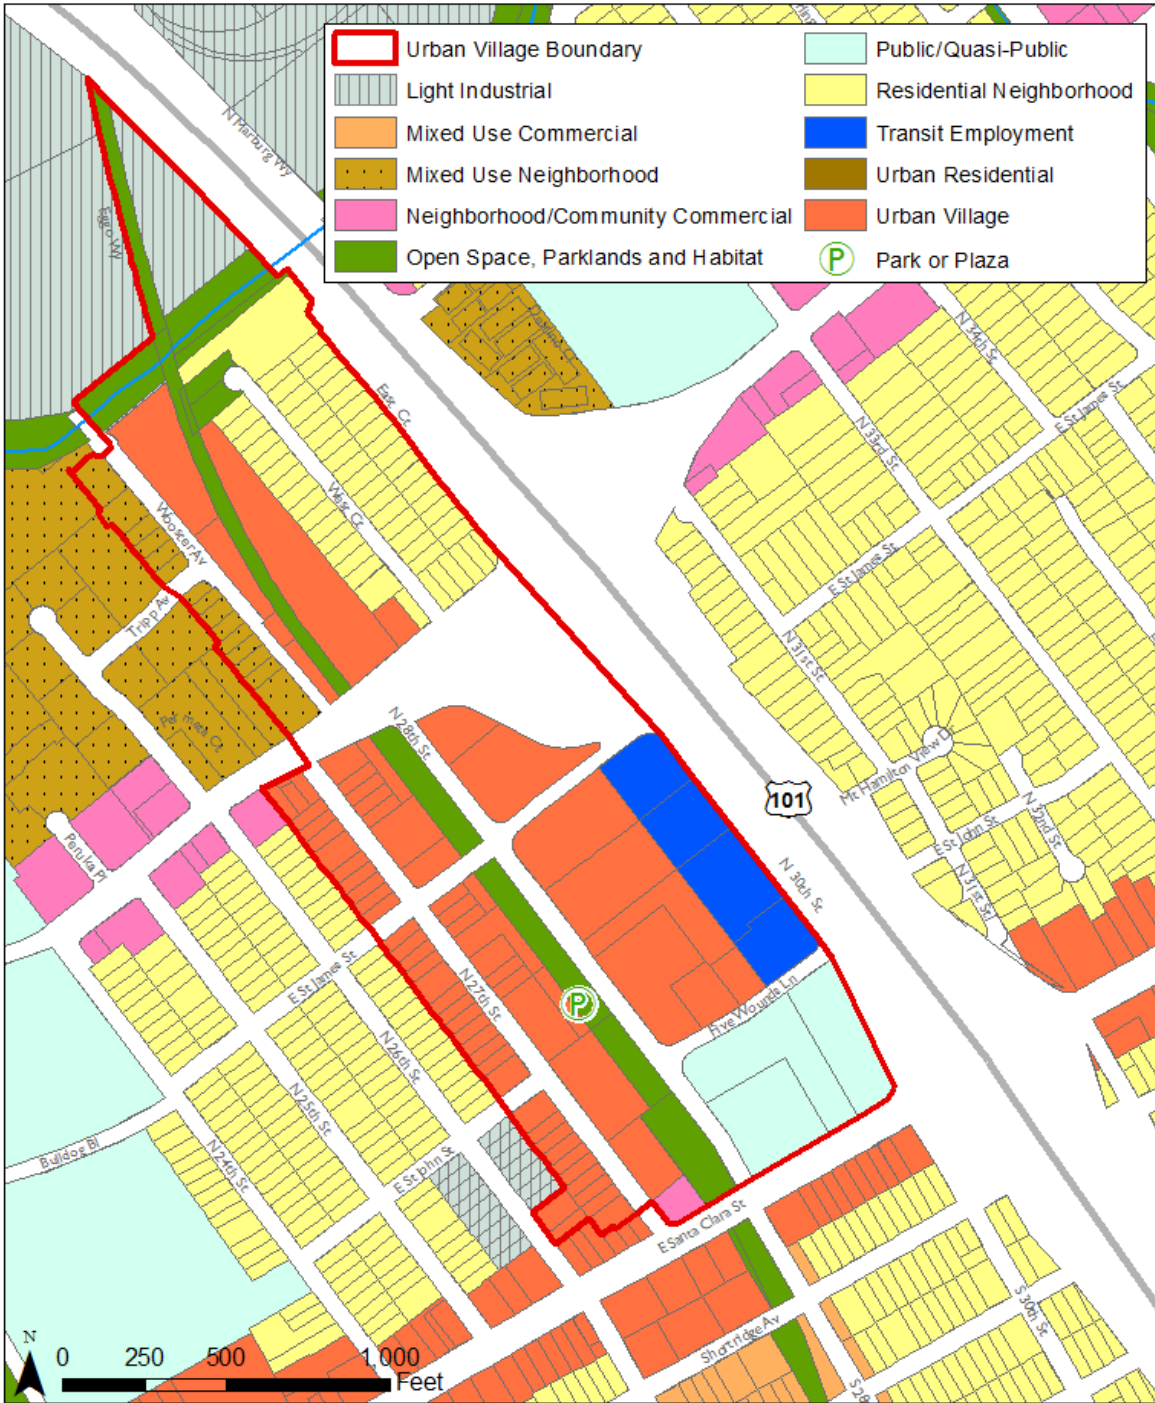 Urban Village Boundary
Light Industrial
Mixed Use Commercial
Mixed Use Neighborhood
Neighborhood/Community Commercial
Open Space, Parklands and Habitat
Public/Quasi-Public
Residential Neighborhood
Transit Employment
Urban Residential
Urban Village
P
Park or Plaza
N Marburg Wy
Eggo Wy
East Ct
West Ct
Wooster Av
Tripp Av
N 34th St
E St James St
N 33rd St
E St James St
N 31st St
Mt Hamilton View Dr
N 32nd St
E St John St
N 31st St
101
N 30th St
N 28th St
Peruka Pl
E St James St
N 27th St
N 26th St
P
Five Wounds Ln
N 25th St
N 24th St
Bulldog Bl
E St John St
E Santa Clara St
Shortridge Av
S 30th St
S 28
N
0 250 500 1,000
Feet